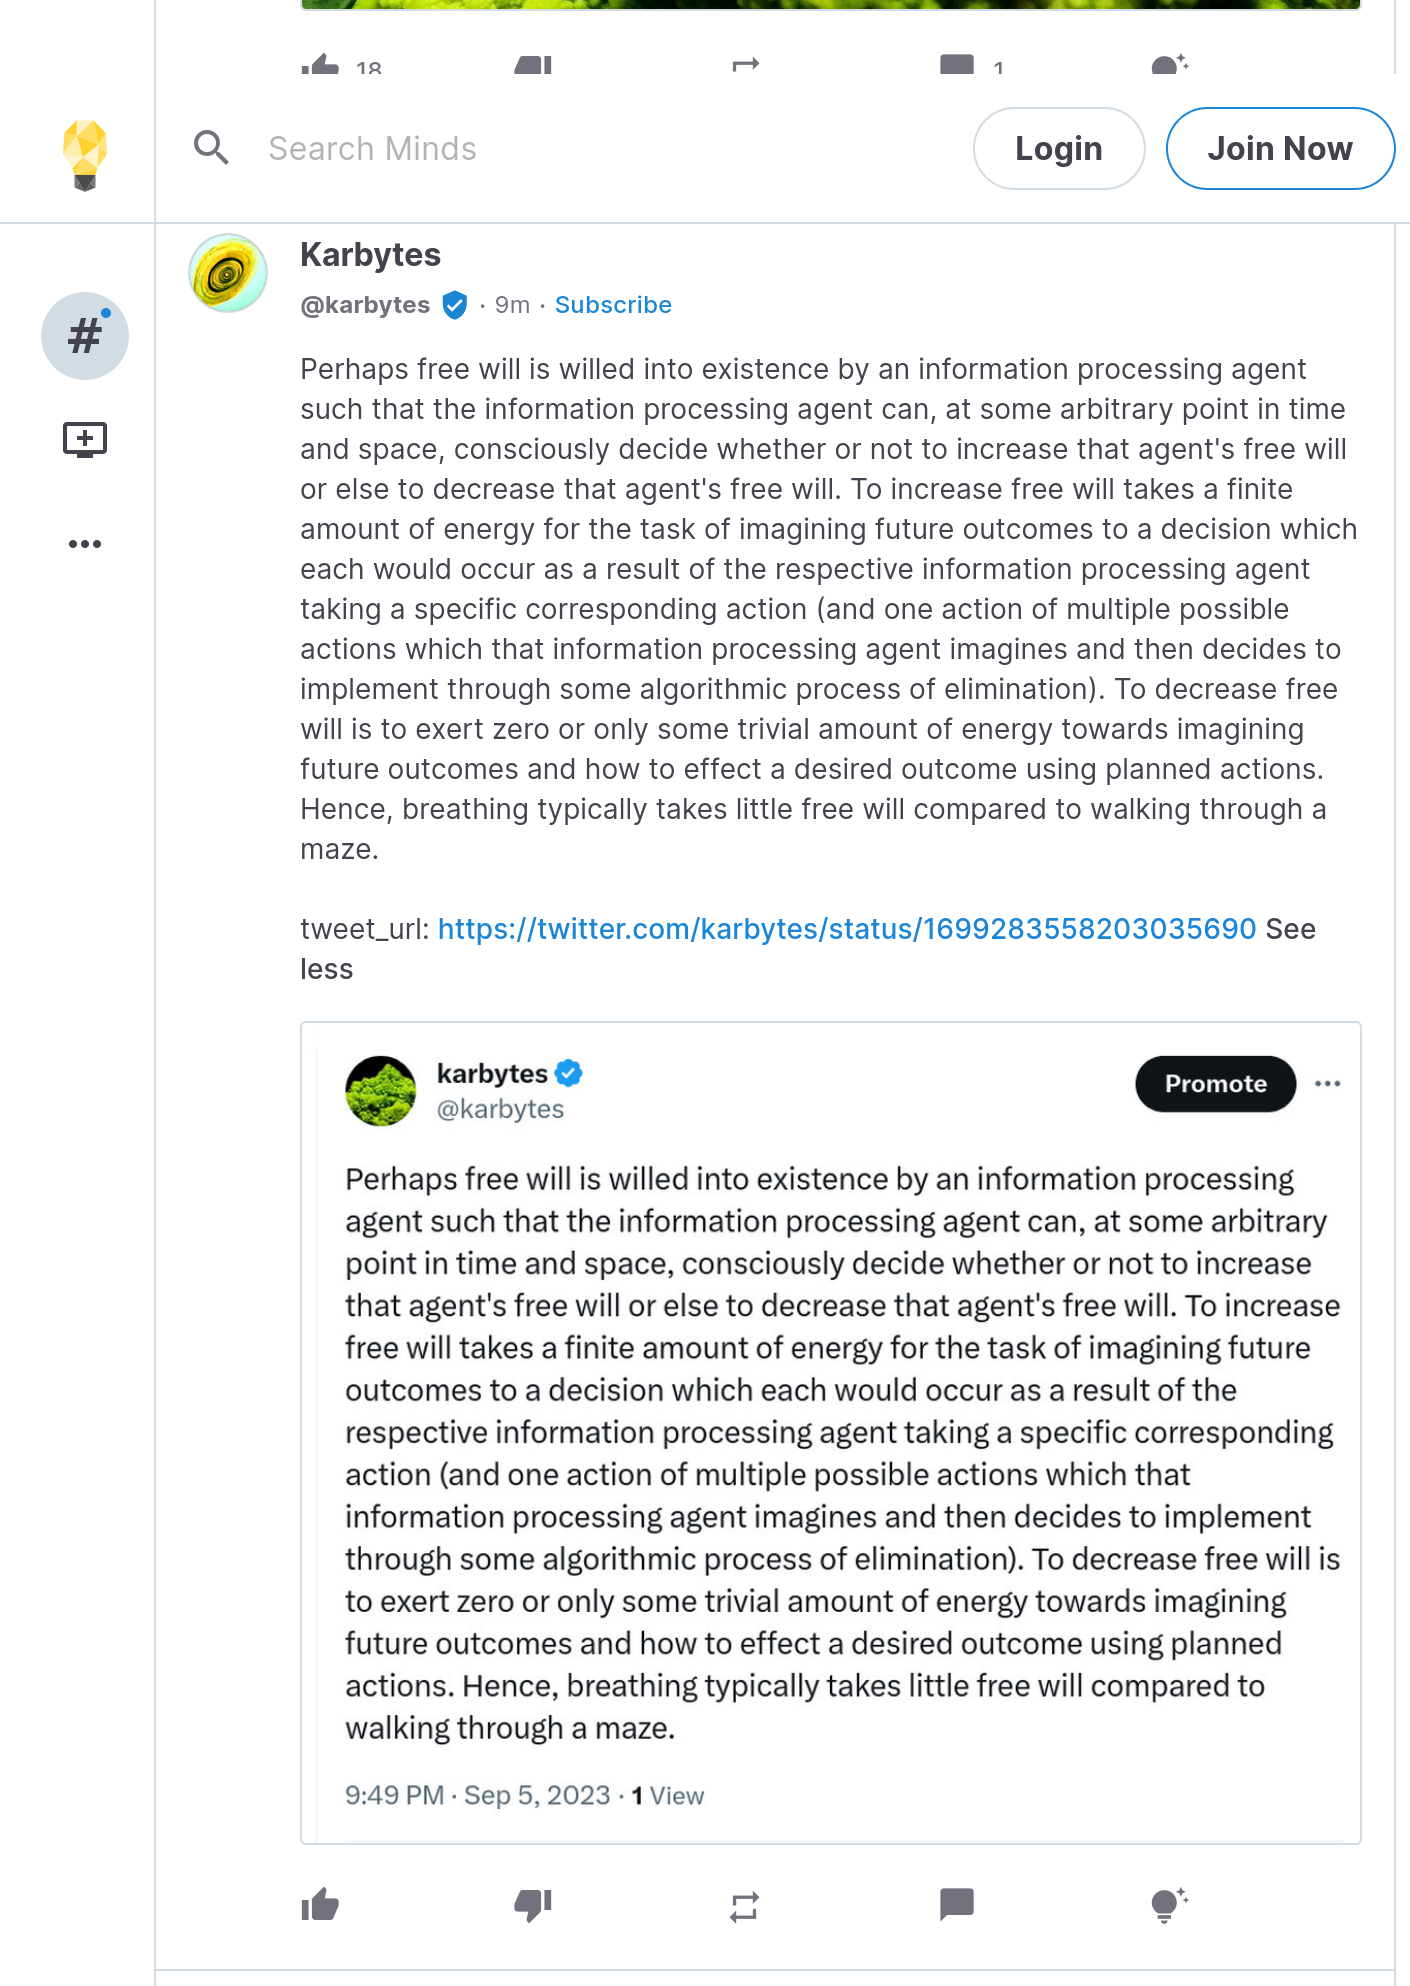 18
1
Search Minds
Login
Join Now
Karbytes
@karbytes · 9m · Subscribe
#
Perhaps free will is willed into existence by an information processing agent
such that the information processing agent can, at some arbitrary point in time
and space, consciously decide whether or not to increase that agent's free will
or else to decrease that agent's free will. To increase free will takes a finite
amount of energy for the task of imagining future outcomes to a decision which
each would occur as a result of the respective information processing agent
taking a specific corresponding action (and one action of multiple possible
actions which that information processing agent imagines and then decides to
implement through some algorithmic process of elimination). To decrease free
will is to exert zero or only some trivial amount of energy towards imagining
future outcomes and how to effect a desired outcome using planned actions.
Hence, breathing typically takes little free will compared to walking through a
maze.
tweet_url: https://twitter.com/karbytes/status/1699283558203035690 See
less
karbytes
@karbytes
Promote
Perhaps free will is willed into existence by an information processing
agent such that the information processing agent can, at some arbitrary
point in time and space, consciously decide whether or not to increase
that agent's free will or else to decrease that agent's free will. To increase
free will takes a finite amount of energy for the task of imagining future
outcomes to a decision which each would occur as a result of the
respective information processing agent taking a specific corresponding
action (and one action of multiple possible actions which that
information processing agent imagines and then decides to implement
through some algorithmic process of elimination). To decrease free will is
to exert zero or only some trivial amount of energy towards imagining
future outcomes and how to effect a desired outcome using planned
actions. Hence, breathing typically takes little free will compared to
walking through a maze.
9:49 PM · Sep 5, 2023 · 1 View